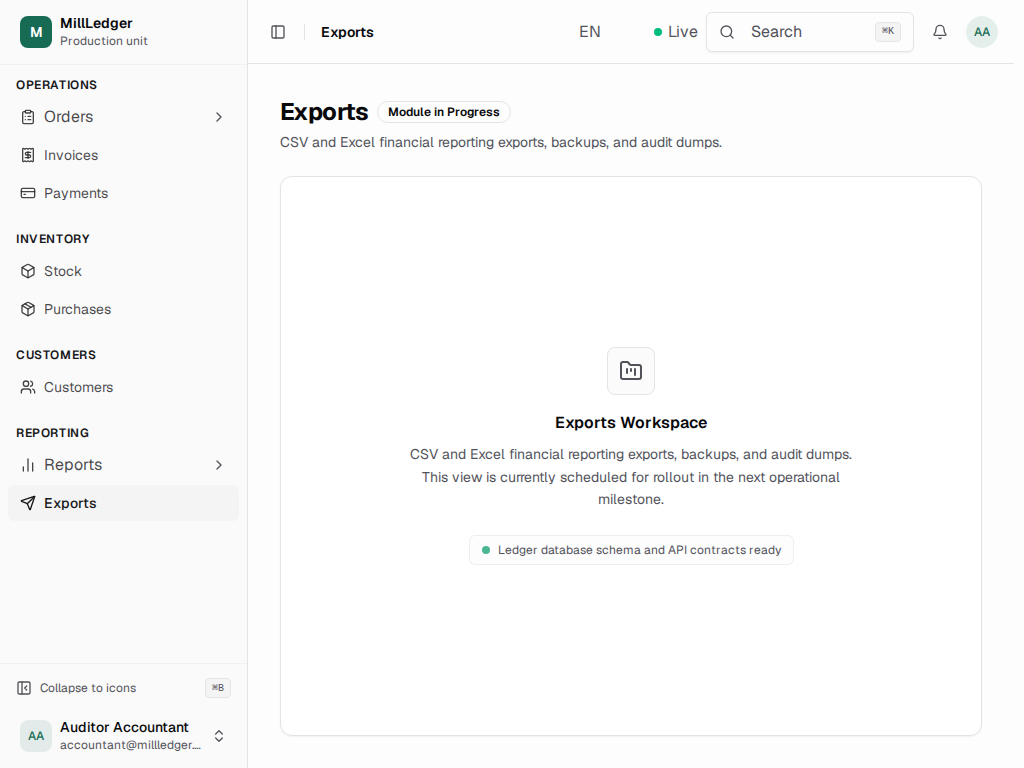 M
MillLedger
Production unit
OPERATIONS
Orders
Invoices
Payments
INVENTORY
Stock
Purchases
CUSTOMERS
Customers
REPORTING
Reports
Exports
Collapse to icons
⌘B
AA
Auditor Accountant
accountant@millledger....
Exports
EN
Live
Search
⌘K
AA
Exports
Module in Progress
CSV and Excel financial reporting exports, backups, and audit dumps.
Exports Workspace
CSV and Excel financial reporting exports, backups, and audit dumps.
This view is currently scheduled for rollout in the next operational
milestone.
Ledger database schema and API contracts ready